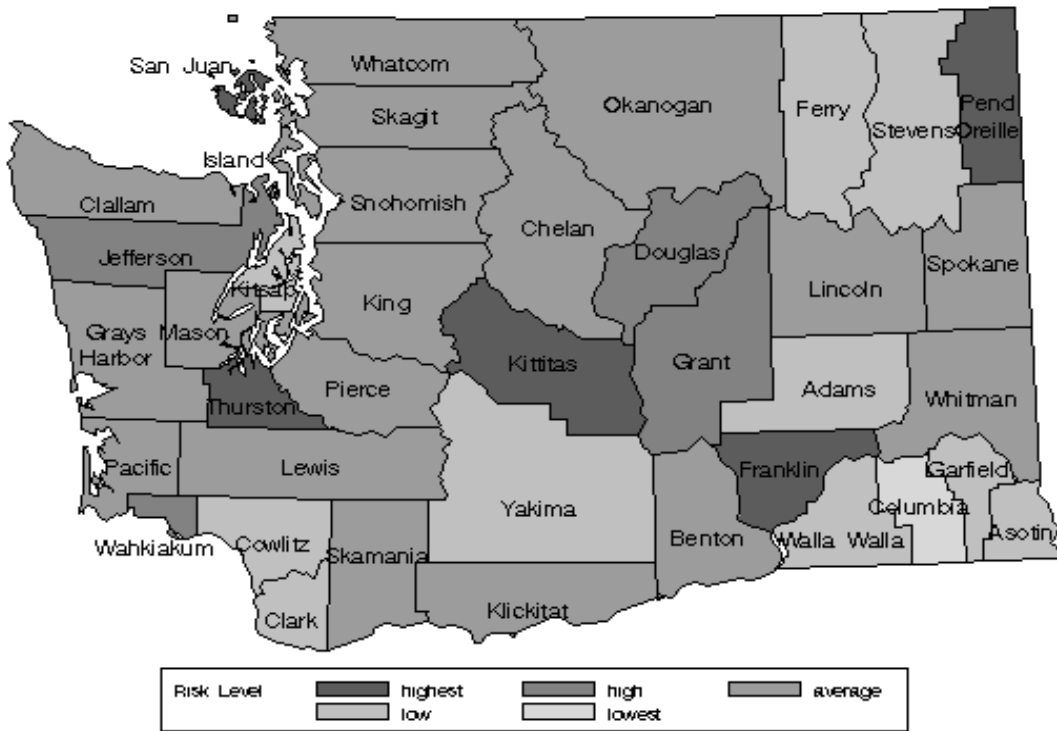 San Juan
Whatcom
Okanogan
Ferry
Stevens
Pend
Oreille
Skagit
Island
Clallam
Snohomish
Chelan
Douglas
Jefferson
Kitsap
King
Lincoln
Spokane
Grays
Harbor
Mason
Kittitas
Grant
Adams
Whitman
Thurston
Pierce
Pacific
Lewis
Franklin
Garfield
Columbia
Yakima
Benton
Walla Walla
Asotin
Wahkiakum
Cowlitz
Skamania
Klickitat
Clark
Risk Level
highest
high
average
low
lowest